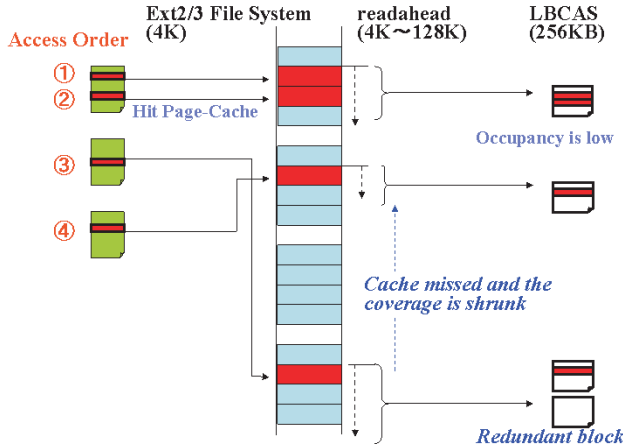 Ext2/3 File System
(4K)
readahead
(4K~128K)
LBCAS
(256KB)
Access Order
①
②
Hit Page-Cache
Occupancy is low
③
④
Cache missed and the
coverage is shrunk
Redundant block